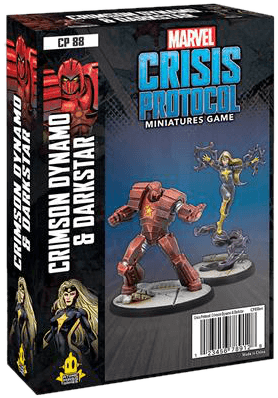 CP 88
MARVEL
CRISIS
PROTOCOL
MINIATURES GAME
CRIMSON DYNAMO
& DARKSTAR
CRIMSON DYNAMO
& DARKSTAR